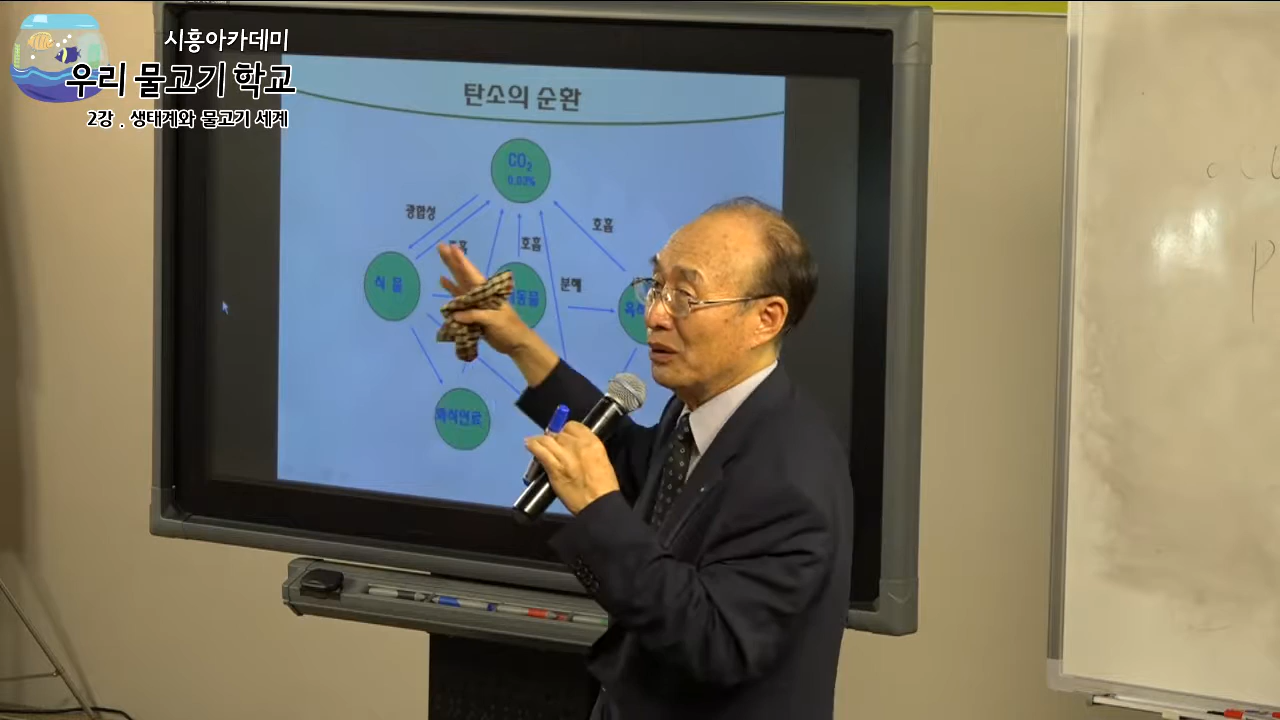 시흥아카데미
우리 물고기 학교
2강 . 생태계와 물고기 세계
탄소의 순환
CO₂
0.03%
광합성
호흡
호흡
분해
식 물
동물
화석연료